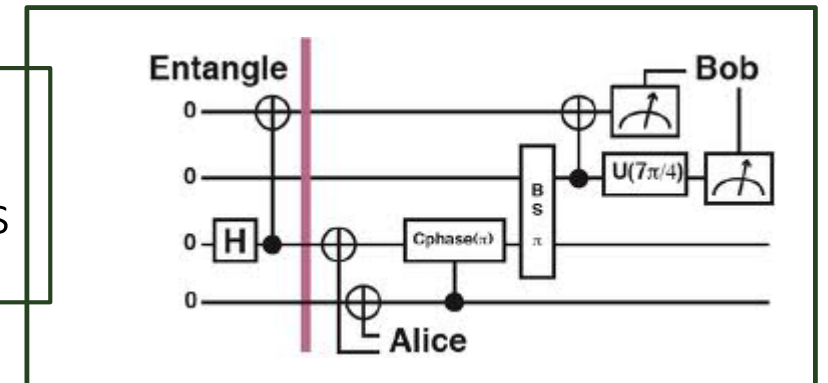 Entangle
Bob
0
0
U(7π/4)
B
S
π
S
0
H
Cphase(π)
0
Alice